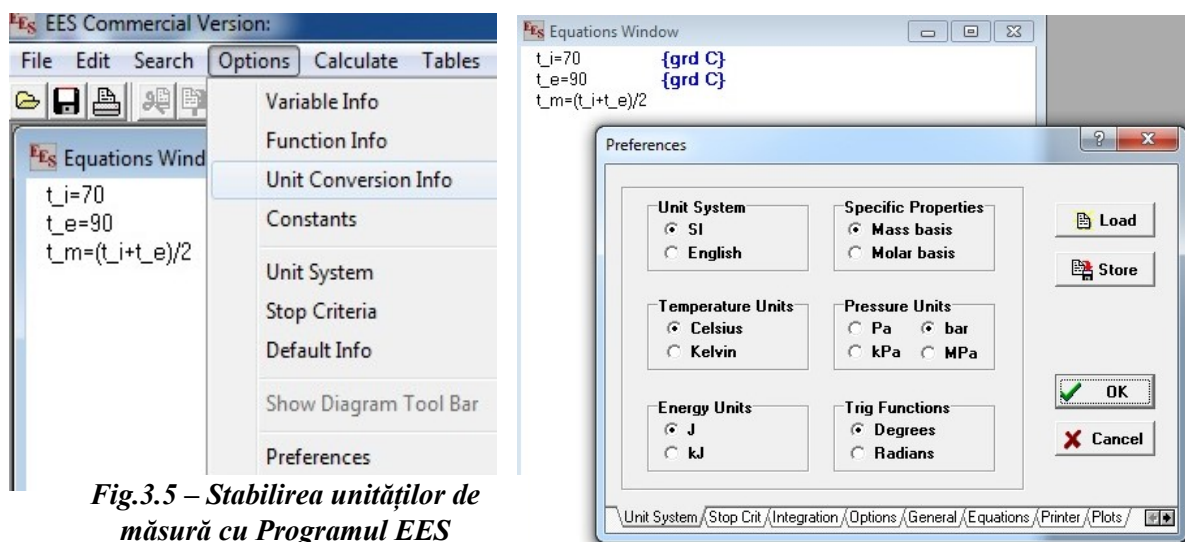 EES Commercial Version:
File Edit Search Options Calculate Tables
Variable Info
Function Info
Unit Conversion Info
Constants
Unit System
Stop Criteria
Default Info
Show Diagram Tool Bar
Preferences
EES Equations Wind
t_i=70
t_e=90
t_m=(t_i+t_e)/2
Fig.3.5 – Stabilirea unităților de
măsură cu Programul EES
EES Equations Window
t_i=70 {grd C}
t_e=90 {grd C}
t_m=(t_i+t_e)/2
Preferences
Unit System
SI
English
Specific Properties
Mass basis
Molar basis
Temperature Units
Celsius
Kelvin
Pressure Units
Pa bar
kPa MPa
Energy Units
J
kJ
Trig Functions
Degrees
Radians
Load
Store
OK
Cancel
Unit System Stop Crit Integration Options General Equations Printer Plots